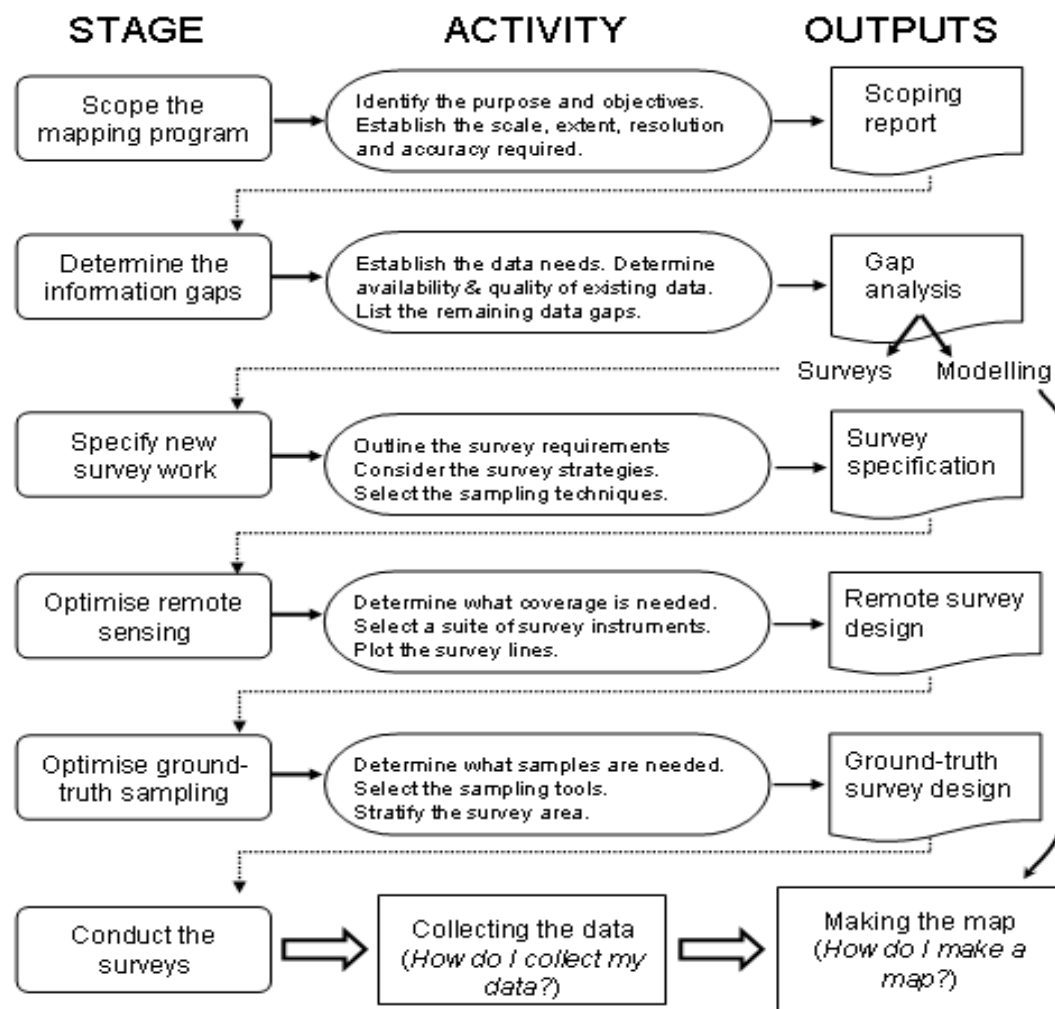 STAGE
ACTIVITY
OUTPUTS
Scope the
mapping program
Identify the purpose and objectives.
Establish the scale, extent, resolution
and accuracy required.
Scoping
report
Determine the
information gaps
Establish the data needs. Determine
availability & quality of existing data.
List the remaining data gaps.
Gap
analysis
Surveys
Modelling
Specify new
survey work
Outline the survey requirements
Consider the survey strategies.
Select the sampling techniques.
Survey
specification
Optimise remote
sensing
Determine what coverage is needed.
Select a suite of survey instruments.
Plot the survey lines.
Remote survey
design
Optimise ground-
truth sampling
Determine what samples are needed.
Select the sampling tools.
Stratify the survey area.
Ground-truth
survey design
Conduct the
surveys
Collecting the data
(How do I collect my
data?)
Making the map
(How do I make a
map?)